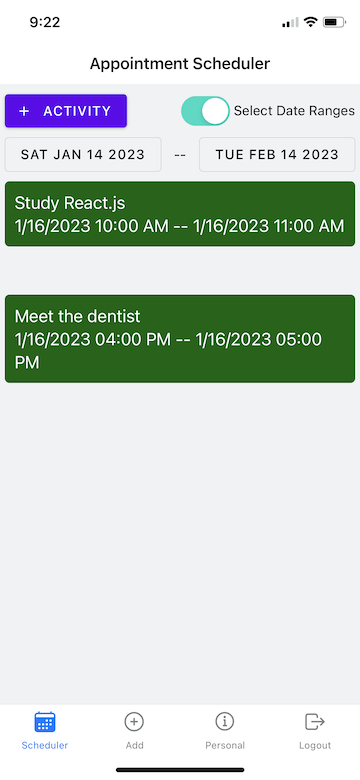 9:22
Appointment Scheduler
+ ACTIVITY
Select Date Ranges
SAT JAN 14 2023 -- TUE FEB 14 2023
Study React.js
1/16/2023 10:00 AM -- 1/16/2023 11:00 AM
Meet the dentist
1/16/2023 04:00 PM -- 1/16/2023 05:00
PM
Scheduler Add Personal Logout